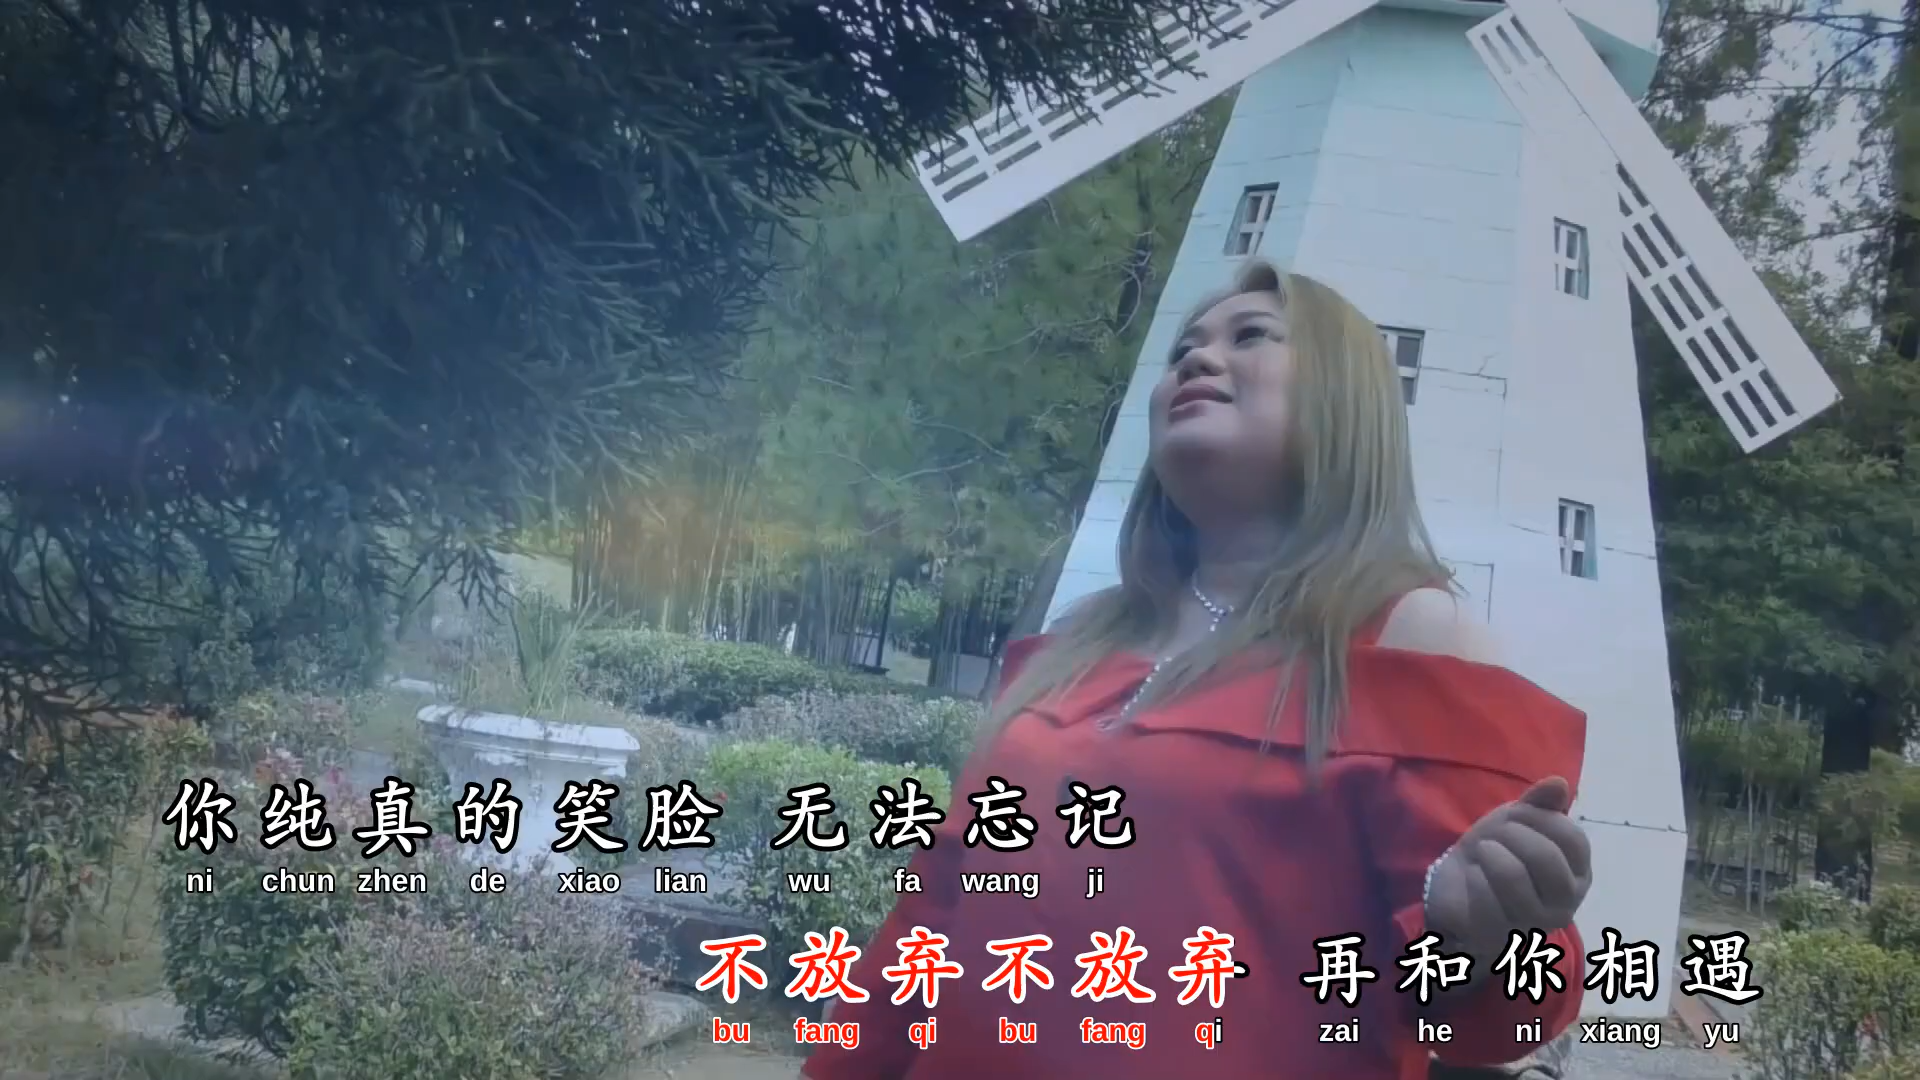 你纯真的笑脸 无法忘记
ni chun zhen de xiao lian wu fa wang ji
不放弃不放弃 再和你相遇
bu fang qi bu fang qi zai he ni xiang yu